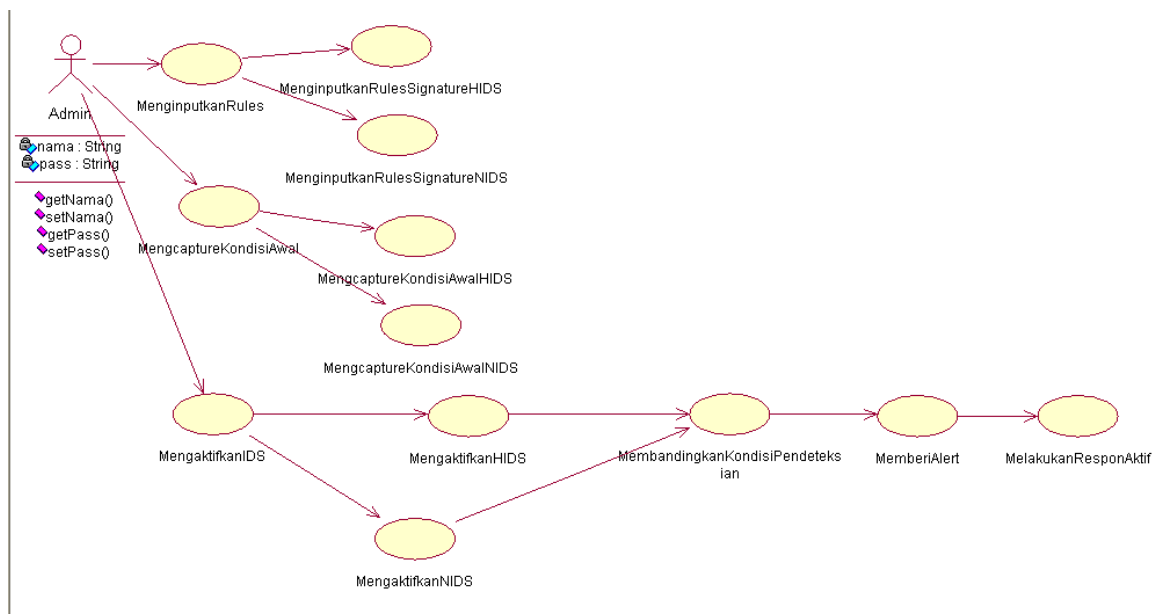 Admin
nama : String
pass : String
getNama()
setNama()
getPass()
setPass()
MenginputkanRules
MenginputkanRulesSignatureHIDS
MenginputkanRulesSignatureNIDS
MengcaptureKondisiAwal
MengcaptureKondisiAwalHIDS
MengcaptureKondisiAwalNIDS
MengaktifkanIDS
MengaktifkanHIDS
MembandingkanKondisiPendeteks
ian
MemberiAlert
MelakukanResponAktif
MengaktifkanNIDS